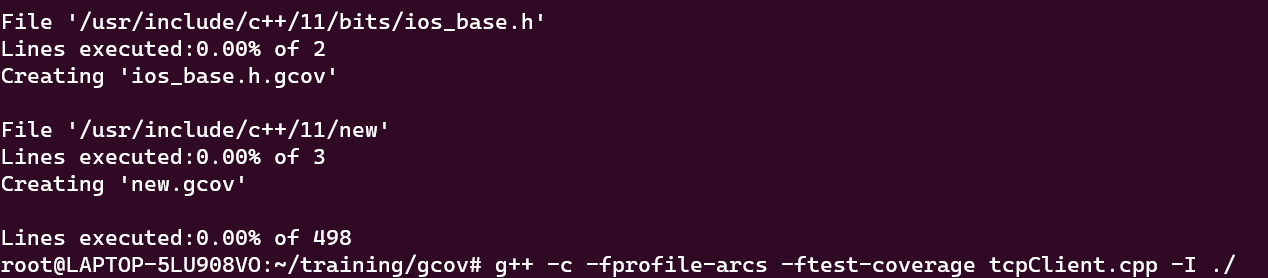 File '/usr/include/c++/11/bits/ios_base.h'
Lines executed:0.00% of 2
Creating 'ios_base.h.gcov'
File '/usr/include/c++/11/new'
Lines executed:0.00% of 3
Creating 'new.gcov'
Lines executed:0.00% of 498
root@LAPTOP-5LU908VO:~/training/gcov# g++ -c -fprofile-arcs -ftest-coverage tcpClient.cpp -I ./